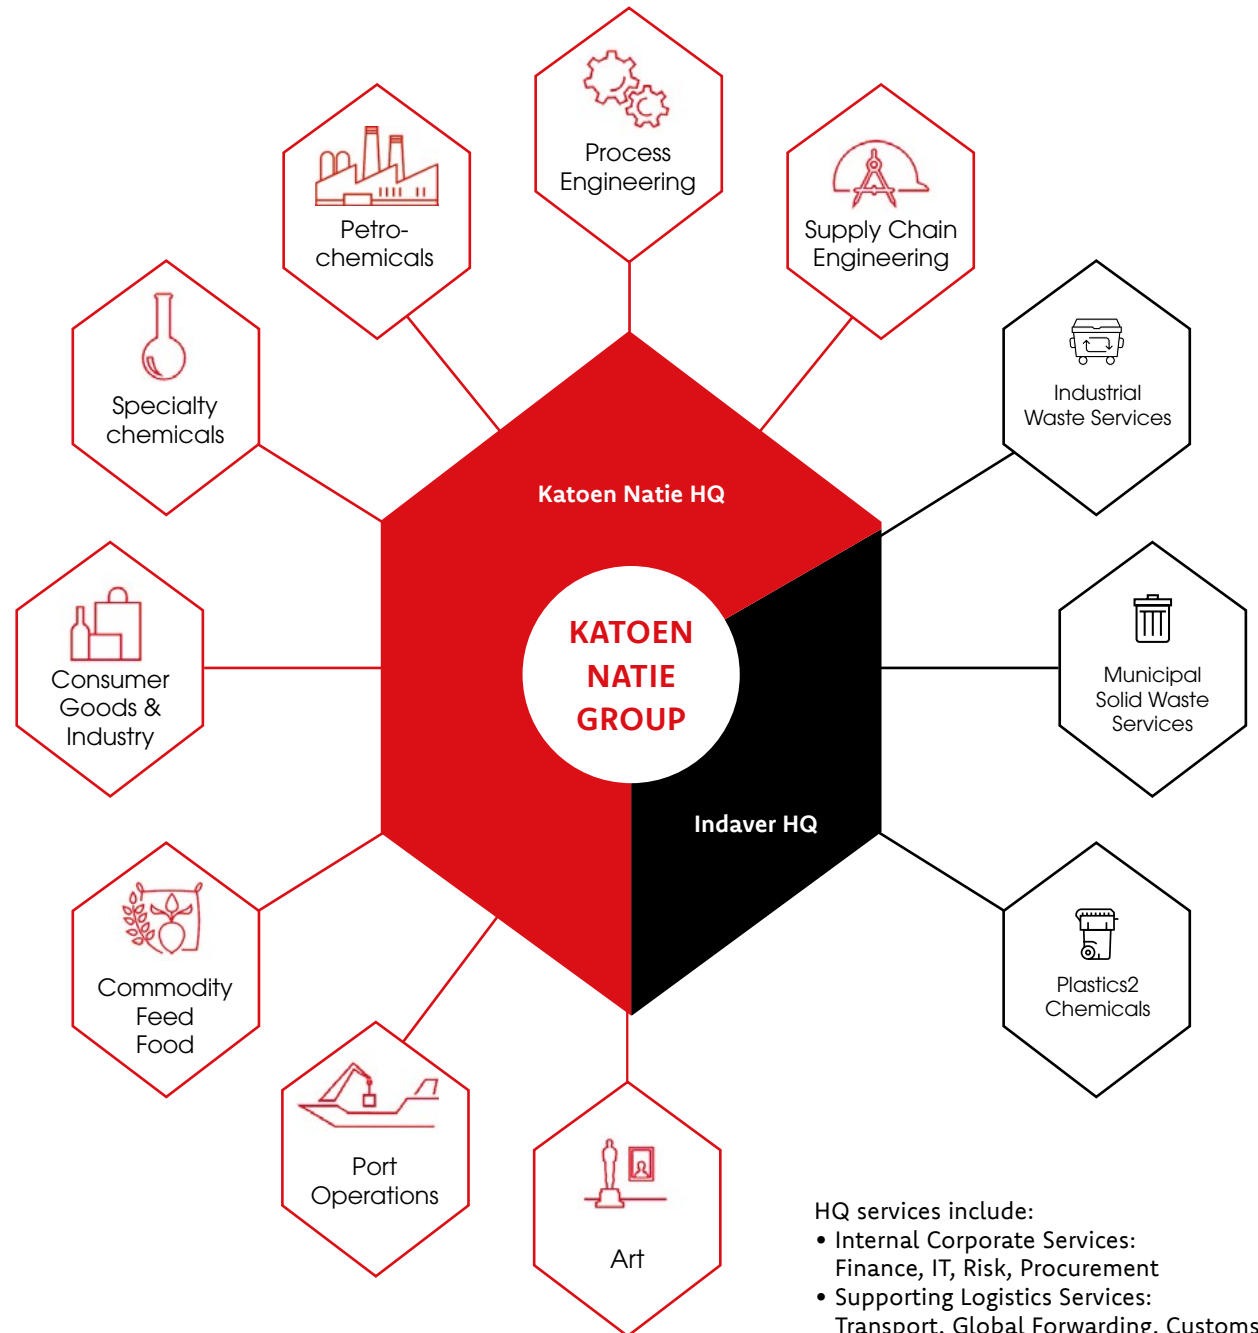 Process
Engineering
Petro-
chemicals
Supply Chain
Engineering
Specialty
chemicals
Industrial
Waste Services
Katoen Natie HQ
KATOEN
NATIE
GROUP
Consumer
Goods &
Industry
Municipal
Solid Waste
Services
Indaver HQ
Commodity
Feed
Food
Plastics2
Chemicals
Port
Operations
Art
HQ services include:
• Internal Corporate Services:
Finance, IT, Risk, Procurement
• Supporting Logistics Services:
Transport, Global Forwarding, Customs